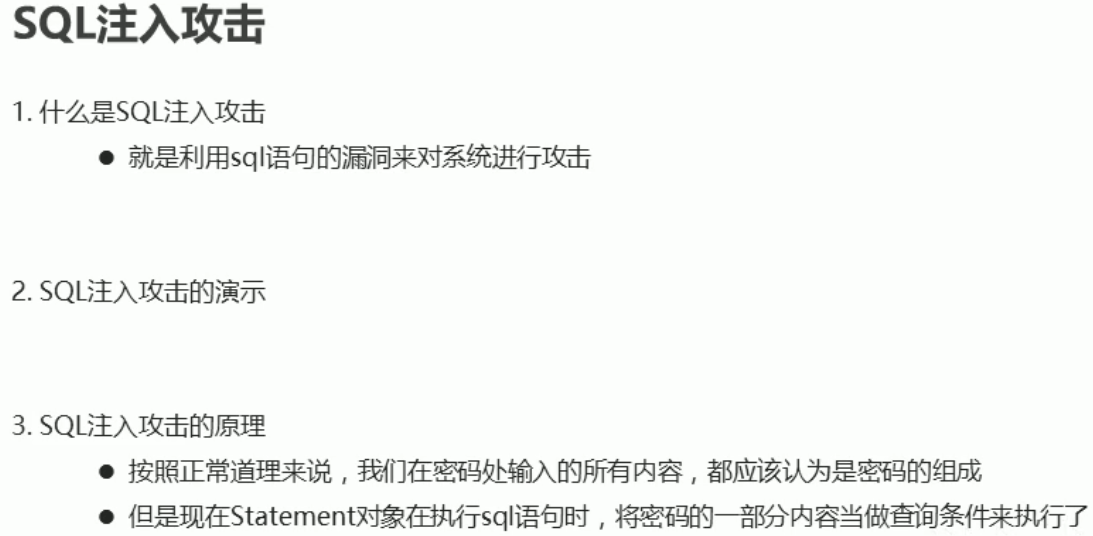 SQL注入攻击
1. 什么是SQL注入攻击
● 就是利用sql语句的漏洞来对系统进行攻击
2. SQL注入攻击的演示
3. SQL注入攻击的原理
● 按照正常道理来说，我们在密码处输入的所有内容，都应该认为是密码的组成
● 但是现在Statement对象在执行sql语句时，将密码的一部分内容当做查询条件来执行了